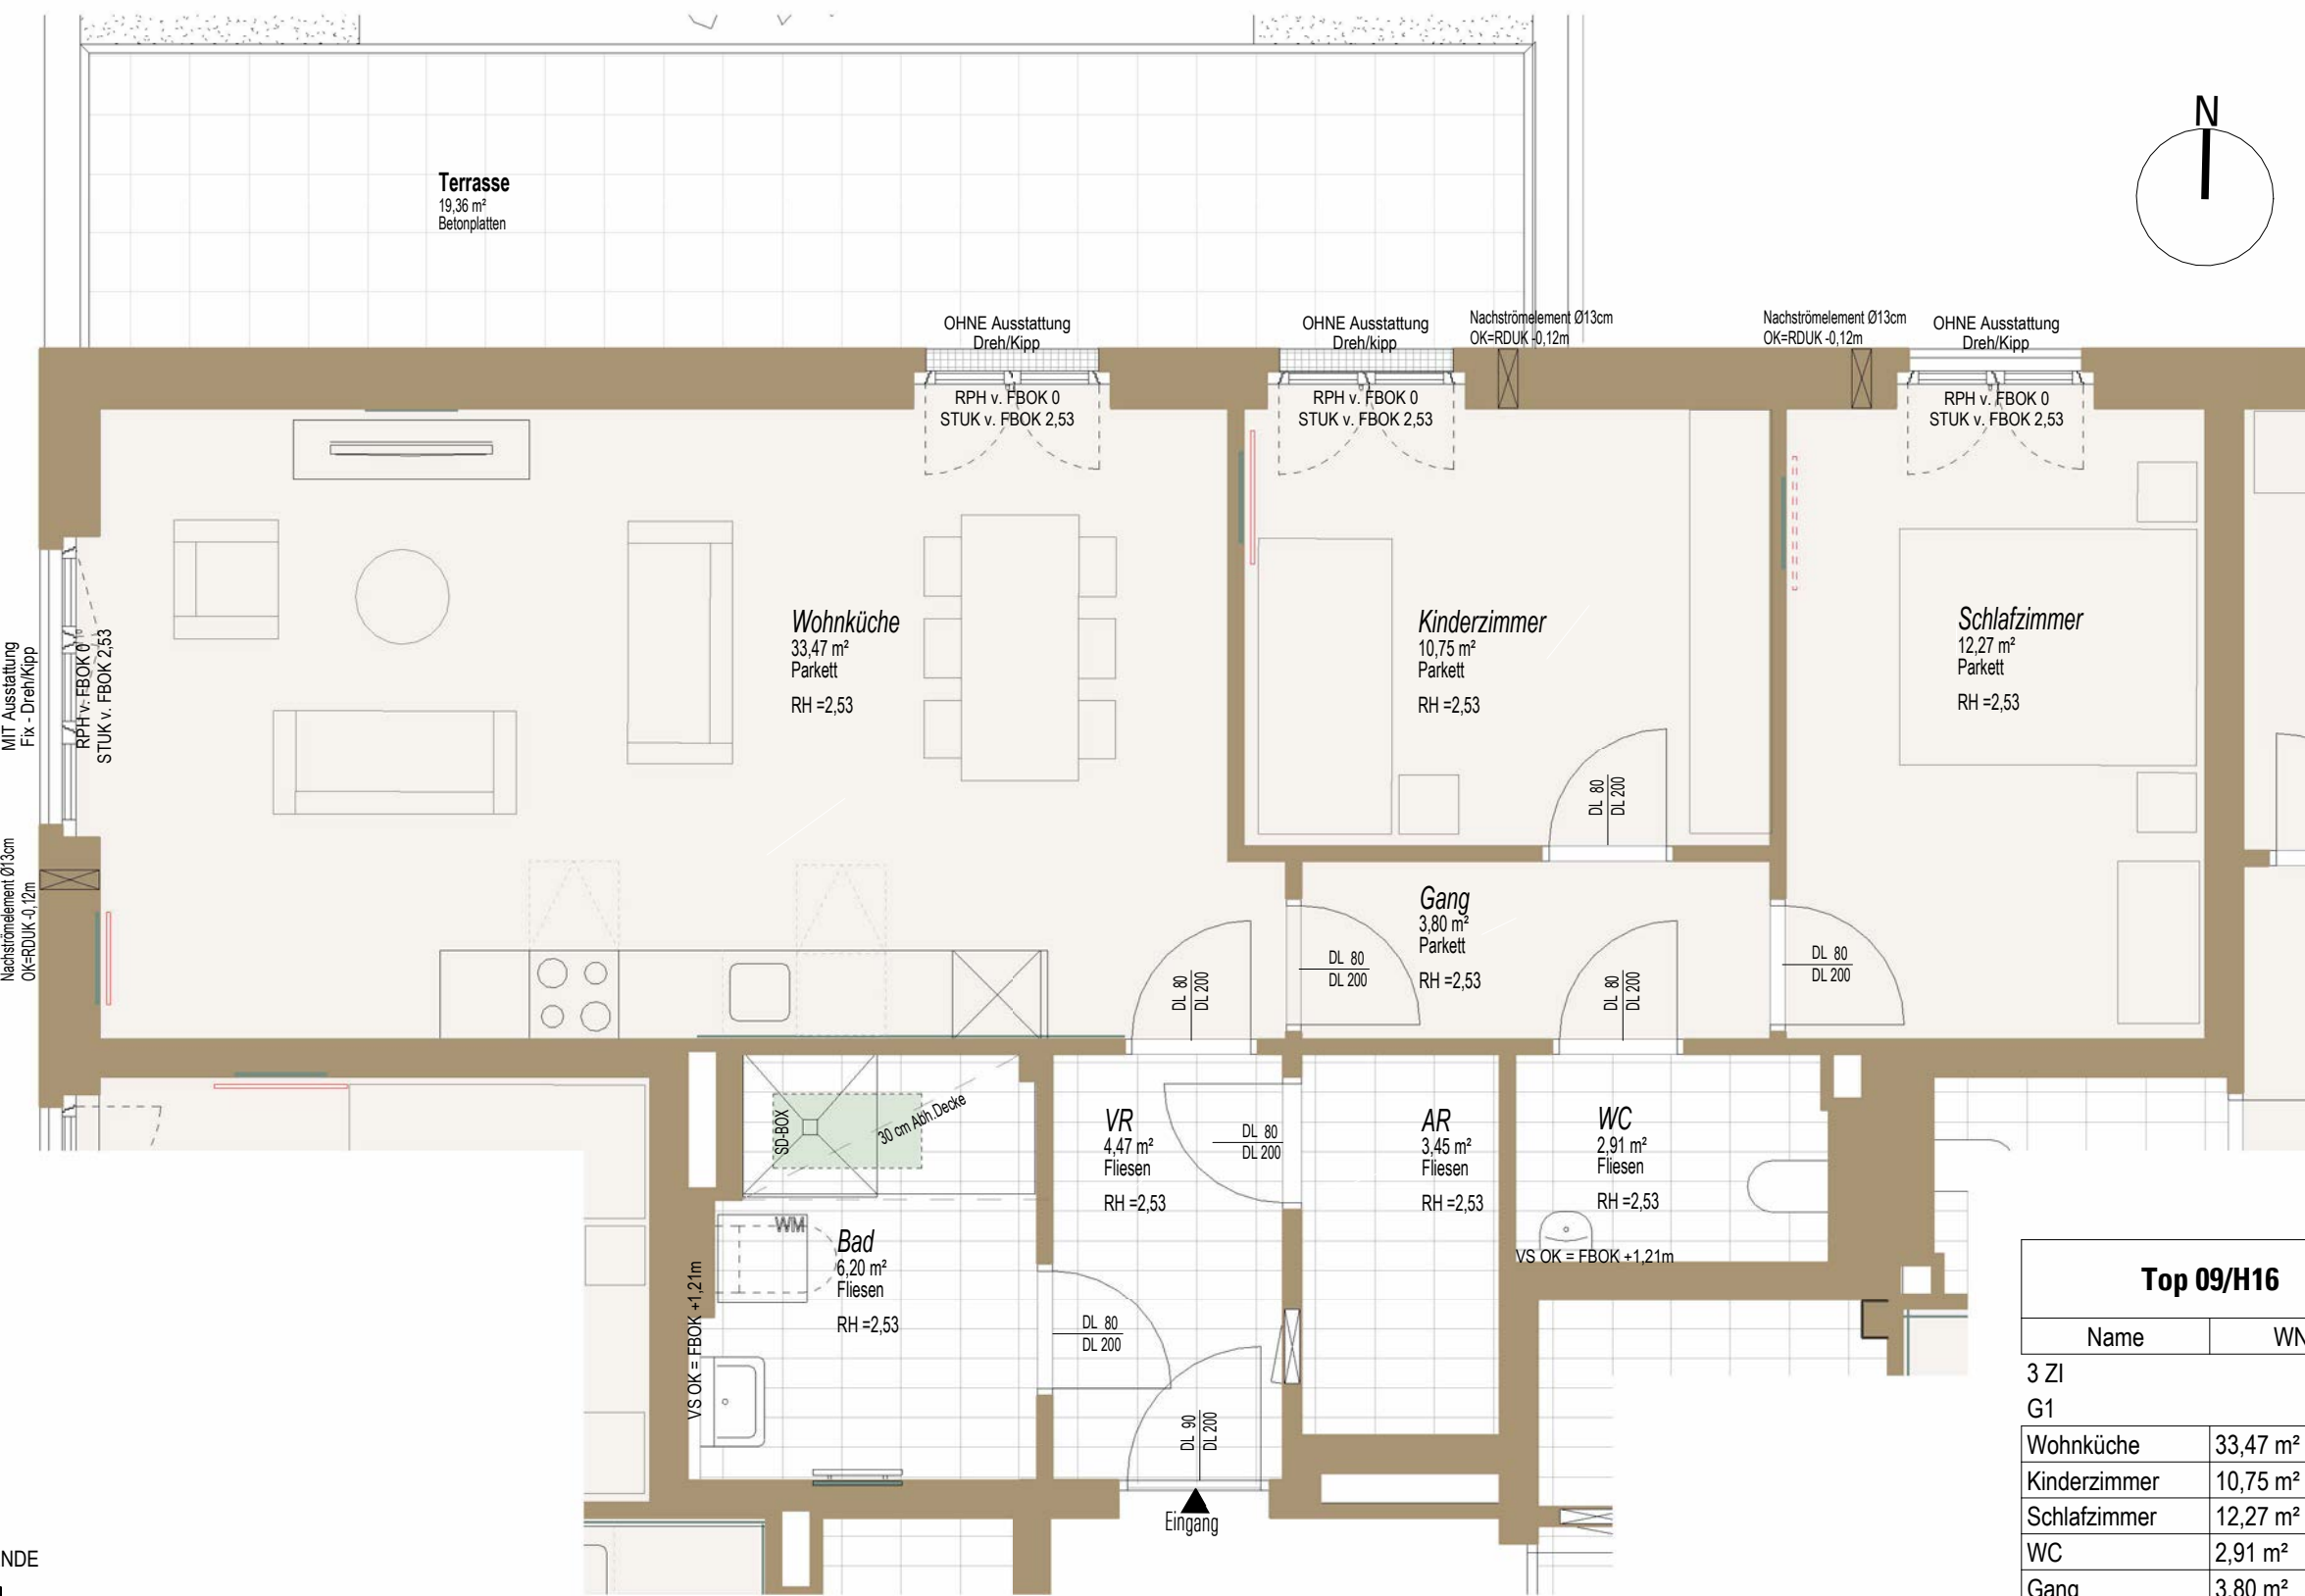 N
Terrasse
19,36 m²
Betonplatten
OHNE Ausstattung
Dreh/Kipp
RPH v. FBOK 0
STUK v. FBOK 2,53
OHNE Ausstattung
Dreh/kipp
RPH v. FBOK 0
STUK v. FBOK 2,53
Nachströmelement Ø13cm
OK=RDUK -0,12m
Nachströmelement Ø13cm
OK=RDUK -0,12m
OHNE Ausstattung
Dreh/Kipp
RPH v. FBOK 0
STUK v. FBOK 2,53
MIT Ausstattung
Fix - Dreh/Kipp
RPH v. FBOK 0
STUK v. FBOK 2,53
Nachströmelement Ø13cm
OK=RDUK -0,12m
Wohnküche
33,47 m²
Parkett
RH =2,53
Kinderzimmer
10,75 m²
Parkett
RH =2,53
Schlafzimmer
12,27 m²
Parkett
RH =2,53
DL 80
DL 200
Gang
3,80 m²
Parkett
RH =2,53
DL 80
DL 200
DL 80
DL 200
DL 80
DL 200
DL 80
DL 200
SD-BOX
30 cm Abh.Decke
VR
4,47 m²
Fliesen
RH =2,53
DL 80
DL 200
AR
3,45 m²
Fliesen
RH =2,53
WC
2,91 m²
Fliesen
RH =2,53
VS OK = FBOK +1,21m
WM
Bad
6,20 m²
Fliesen
RH =2,53
VS OK = FBOK +1,21m
DL 80
DL 200
DL 90
DL 200
Eingang
NDE
Top 09/H16
Name WN
3 ZI
G1
Wohnküche 33,47 m²
Kinderzimmer 10,75 m²
Schlafzimmer 12,27 m²
WC 2,91 m²
Gang 3,80 m²